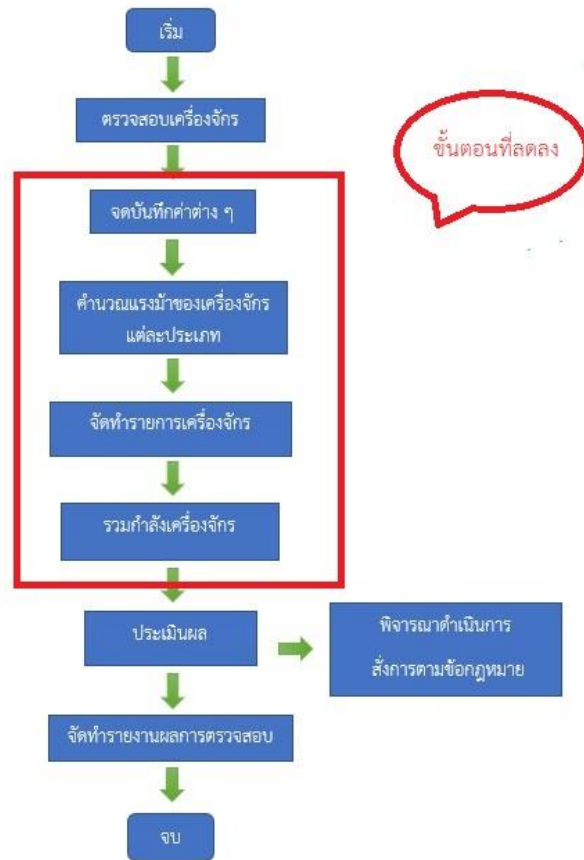 เริ่ม
ตรวจสอบเครื่องจักร
ขั้นตอนที่ลดลง
จดบันทึกค่าต่าง ๆ
คำนวณแรงม้าของเครื่องจักร
แต่ละประเภท
จัดทำรายการเครื่องจักร
รวมกำลังเครื่องจักร
ประเมินผล
พิจารณาดำเนินการ
สั่งการตามข้อกฎหมาย
จัดทำรายงานผลการตรวจสอบ
จบ